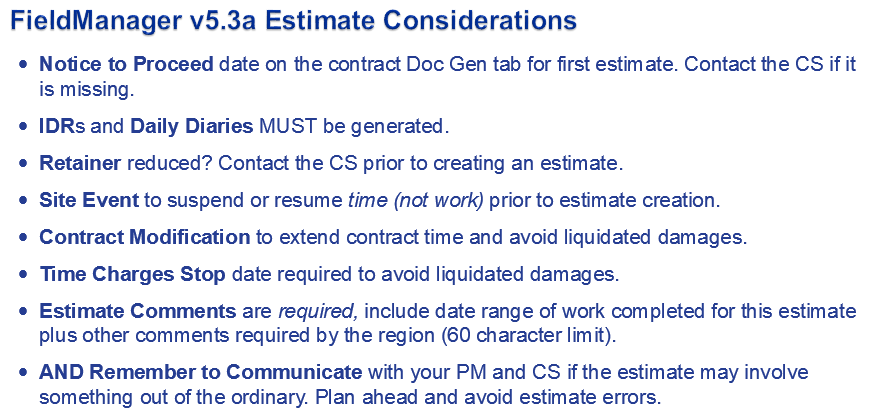 FieldManager v5.3a Estimate Considerations
• Notice to Proceed date on the contract Doc Gen tab for first estimate. Contact the CS if it
is missing.
• IDRs and Daily Diaries MUST be generated.
• Retainer reduced? Contact the CS prior to creating an estimate.
• Site Event to suspend or resume time (not work) prior to estimate creation.
• Contract Modification to extend contract time and avoid liquidated damages.
• Time Charges Stop date required to avoid liquidated damages.
• Estimate Comments are required, include date range of work completed for this estimate
plus other comments required by the region (60 character limit).
• AND Remember to Communicate with your PM and CS if the estimate may involve
something out of the ordinary. Plan ahead and avoid estimate errors.